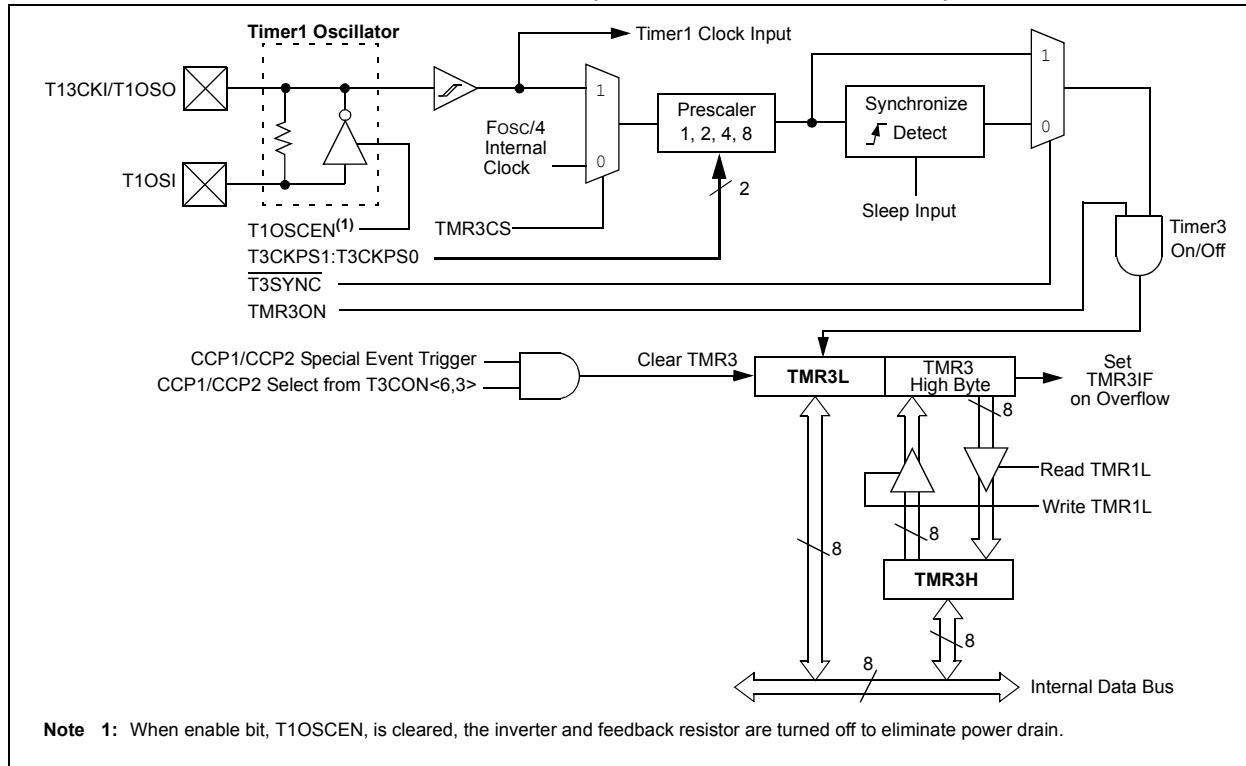 Timer1 Oscillator
Timer1 Clock Input
T13CKI/T1OSO
1
1
FOSC/4
Internal
Clock
0
Prescaler
1, 2, 4, 8
Synchronize
Detect
0
T1OSI
2
Sleep Input
T1OSCEN(1)
TMR3CS
Timer3
On/Off
T3CKPS1:T3CKPS0
T3SYNC
TMR3ON
CCP1/CCP2 Special Event Trigger
CCP1/CCP2 Select from T3CON<6,3>
Clear TMR3
TMR3L
TMR3
High Byte
Set
TMR3IF
on Overflow
8
Read TMR1L
Write TMR1L
8
8
TMR3H
8
8
Internal Data Bus
Note 1: When enable bit, T1OSCEN, is cleared, the inverter and feedback resistor are turned off to eliminate power drain.